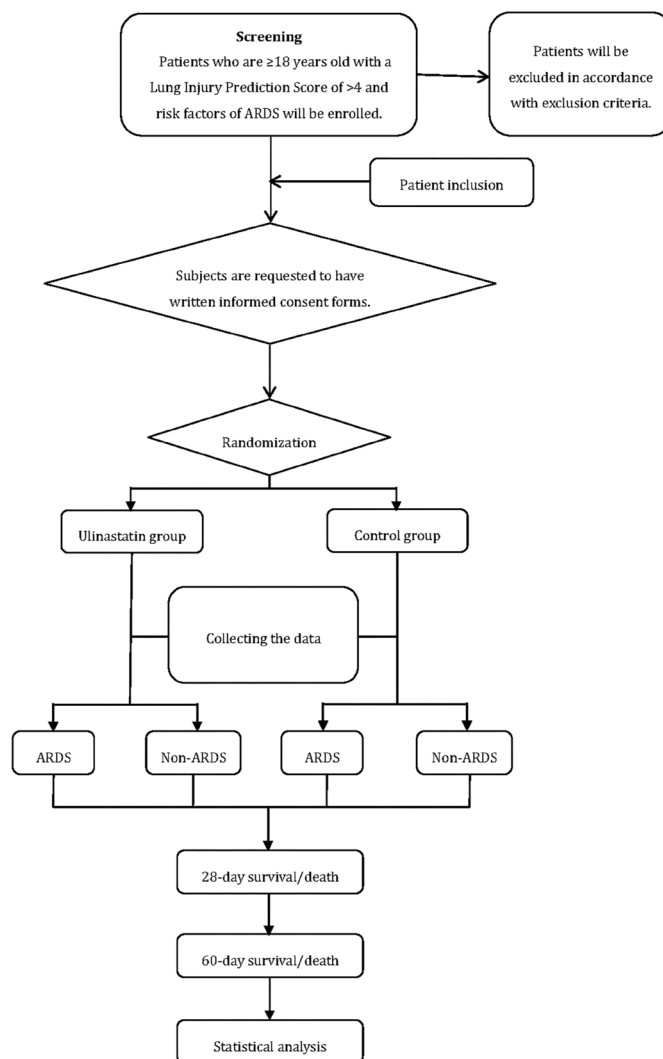 Screening
Patients who are ≥18 years old with a
Lung Injury Prediction Score of >4 and
risk factors of ARDS will be enrolled.
Patients will be
excluded in accordance
with exclusion criteria.
Patient inclusion
Subjects are requested to have
written informed consent forms.
Randomization
Ulinastatin group
Control group
Collecting the data
ARDS
Non-ARDS
ARDS
Non-ARDS
28-day survival/death
60-day survival/death
Statistical analysis